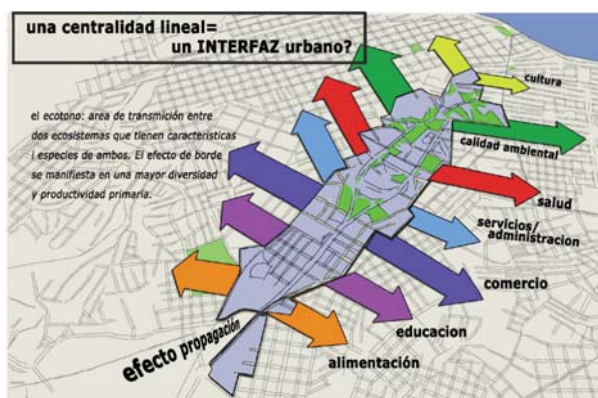 una centralidad lineal=
un INTERFAZ urbano?
el ecotono: area de transmición entre
dos ecosistemas que tienen caracteristicas
i especies de ambos. El efecto de borde
se manifiesta en una mayor diversidad
y productividad primaria.
cultura
calidad ambiental
salud
servicios/
administracion
comercio
educacion
alimentación
efecto propagación